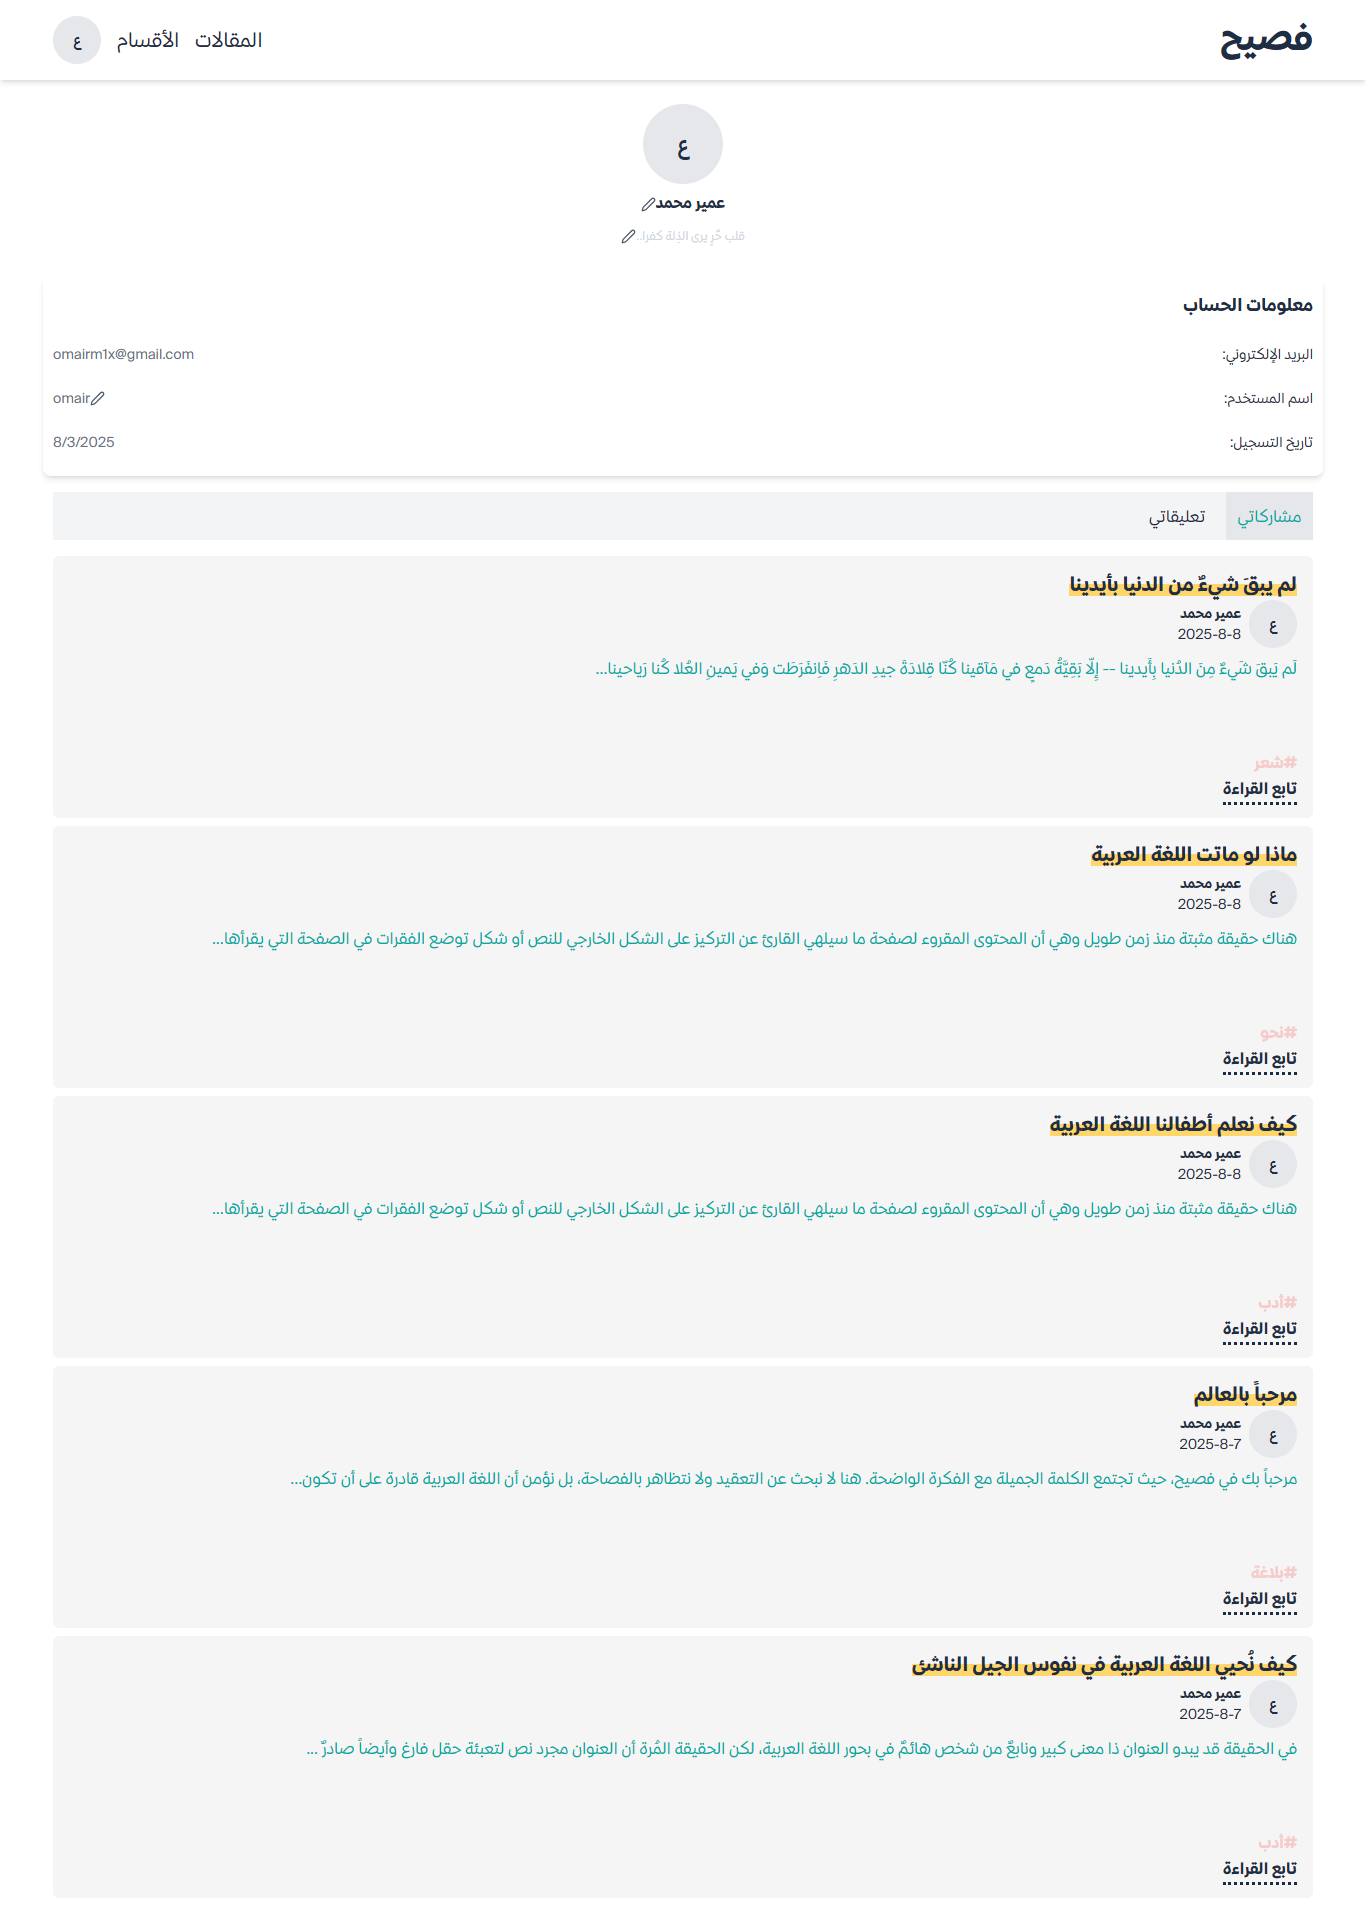 فصيح
المقالات
الأقسام
ع
ع
عمير محمد
قلب حُرٍ يرى الذِلة كفرا..
معلومات الحساب
البريد الإلكتروني:
omairm1x@gmail.com
اسم المستخدم:
omair
تاريخ التسجيل:
8/3/2025
مشاركاتي
تعليقاتي
لم يبقَ شيءٌ من الدنيا بأيدينا
ع
عمير محمد
2025-8-8
لَم يَبقَ شَيءٌ مِنَ الدُنيا بِأَيدينا -- إِلّا بَقِيَّةُ دَمعٍ في مَآقينا كُنّا قِلادَةَ جيدِ الدَهرِ فَاِنفَرَطَت وَفي يَمينِ العُلا كُنا رَياحينا...
#شعر
تابع القراءة
ماذا لو ماتت اللغة العربية
ع
عمير محمد
2025-8-8
هناك حقيقة مثبتة منذ زمن طويل وهي أن المحتوى المقروء لصفحة ما سيلهي القارئ عن التركيز على الشكل الخارجي للنص أو شكل توضع الفقرات في الصفحة التي يقرأها...
#نحو
تابع القراءة
كيف نعلم أطفالنا اللغة العربية
ع
عمير محمد
2025-8-8
هناك حقيقة مثبتة منذ زمن طويل وهي أن المحتوى المقروء لصفحة ما سيلهي القارئ عن التركيز على الشكل الخارجي للنص أو شكل توضع الفقرات في الصفحة التي يقرأها...
#أدب
تابع القراءة
مرحباً بالعالم
ع
عمير محمد
2025-8-7
مرحباً بك في فصيح، حيث تجتمع الكلمة الجميلة مع الفكرة الواضحة. هنا لا نبحث عن التعقيد ولا نتظاهر بالفصاحة، بل نؤمن أن اللغة العربية قادرة على أن تكون...
#بلاغة
تابع القراءة
كيف نُحيي اللغة العربية في نفوس الجيل الناشئ
ع
عمير محمد
2025-8-7
في الحقيقة قد يبدو العنوان ذا معنى كبير ونابعٌ من شخص هائمٌ في بحور اللغة العربية، لكن الحقيقة المُرة أن العنوان مجرد نص لتعبئة حقل فارغ وأيضاً صادرٌ ...
#أدب
تابع القراءة